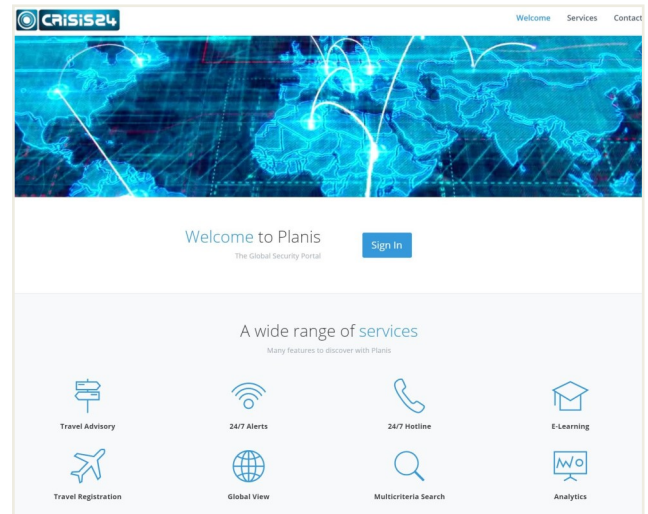 CRISIS24
Welcome Services Contact
Welcome to Planis
The Global Security Portal
Sign In
A wide range of services
Many features to discover with Planis
Travel Advisory
24/7 Alerts
24/7 Hotline
E-Learning
Travel Registration
Global View
Multicriteria Search
Analytics